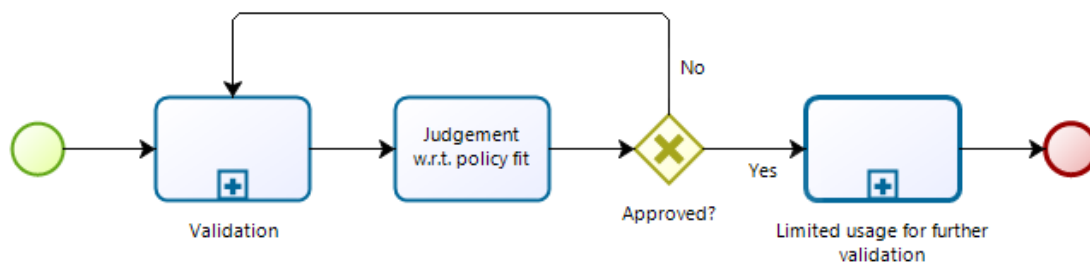 No
Judgement
w.r.t. policy fit
Yes
Approved?
Validation
Limited usage for further
validation